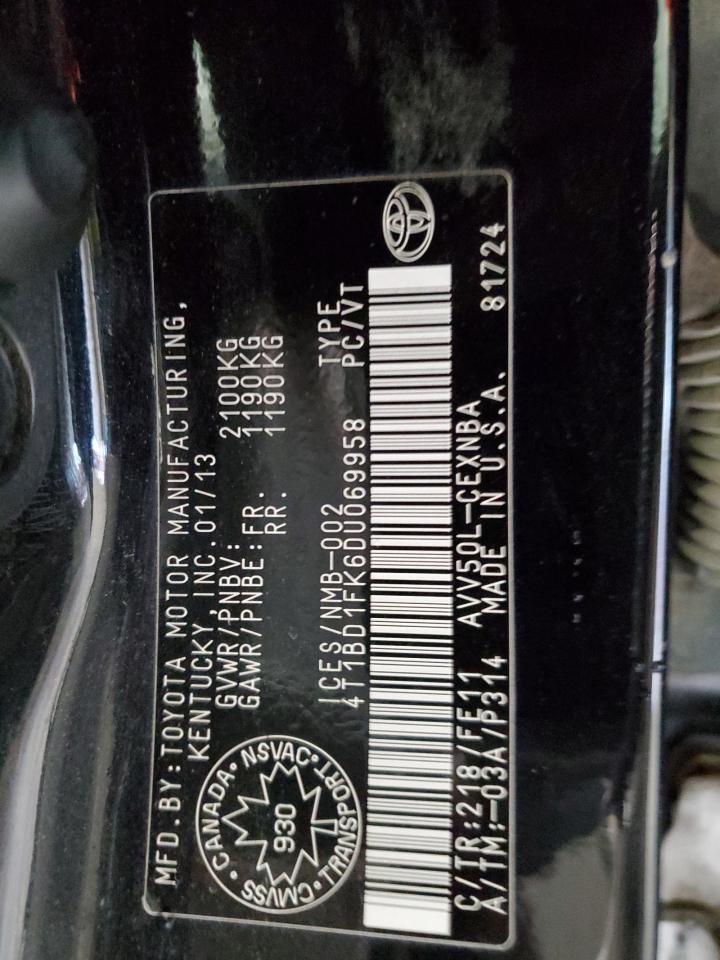 MFD.BY:TOYOTA MOTOR MANUFACTURING,
KENTUCKY,INC.01/13
GVWR/PNBV: 2100KG
GAWR/PNBE:FR. 1190KG
RR. 1190KG
ICES/NMB-002 TYPE
4T1BD1FK6DU069958 PC/VT
CANADA • NSVAC • TRANSPORT • CMVSS •
930
C/TR:218/FE11 AVV50L-CEXNBA
A/TM:-03A/P314 MADE IN U.S.A. 81724